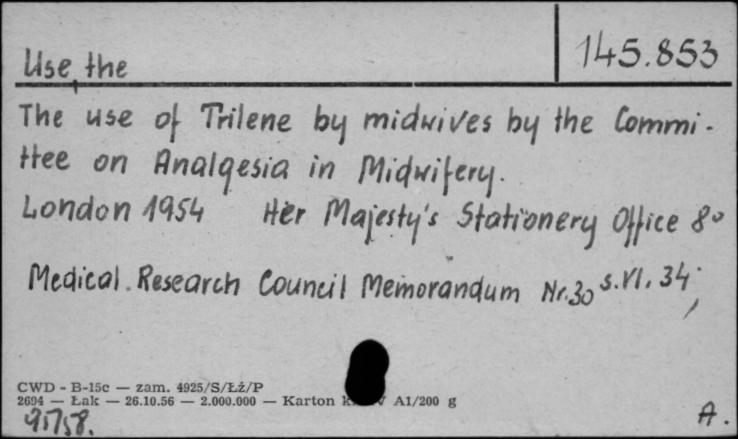 145.853
Use, the
The use of Trilene by midwives by the Commi-
ttee on Analgesia in Midwifery.
London 1954 Her Majesty's Stationery Office 8°
Medical Research Council Memorandum Nr.30 s.VI, 34;
CWD - B-15c — zam. 4925/S/Łź/P
2694 — Łak — 26.10.56 — 2.000.000 — Karton A1/200 g
A.